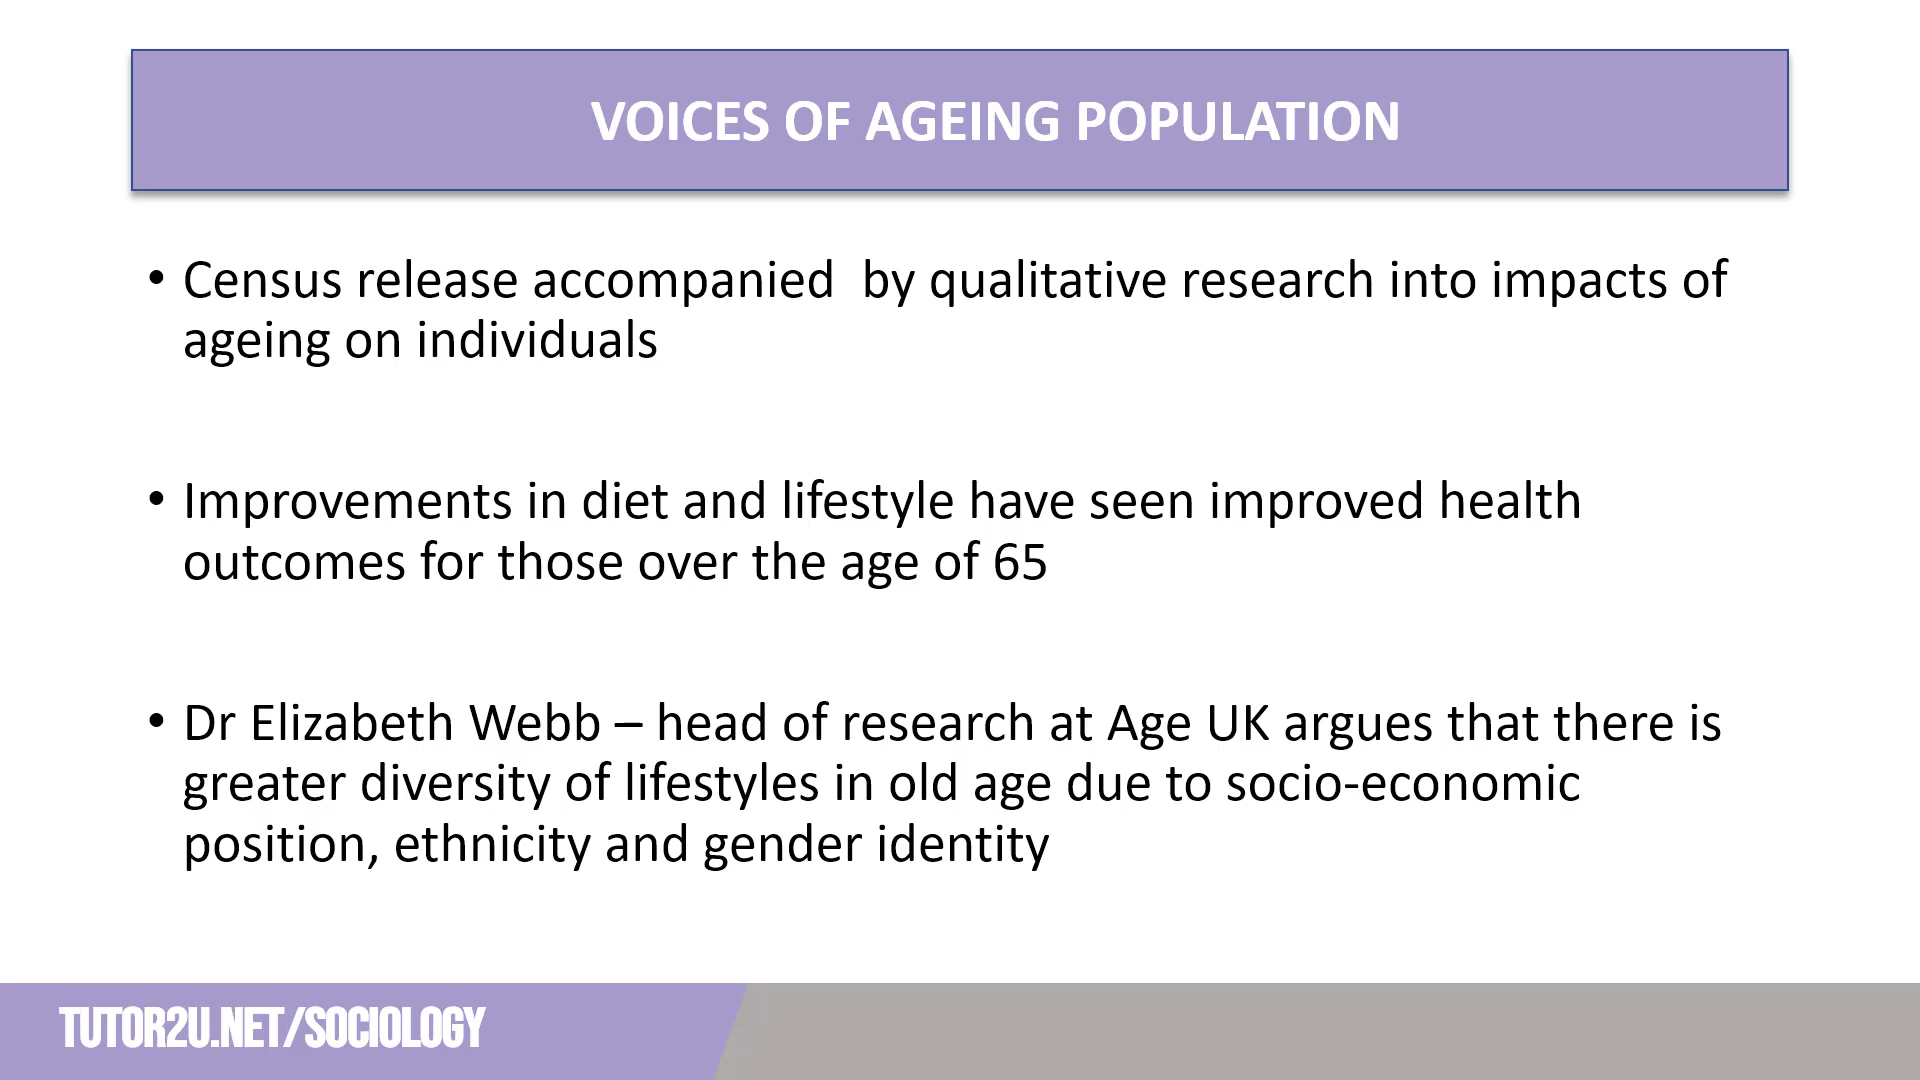 VOICES OF AGEING POPULATION
• Census release accompanied  by qualitative research into impacts of
ageing on individuals
• Improvements in diet and lifestyle have seen improved health
outcomes for those over the age of 65
• Dr Elizabeth Webb – head of research at Age UK argues that there is
greater diversity of lifestyles in old age due to socio-economic
position, ethnicity and gender identity
TUTOR2U.NET/SOCIOLOGY